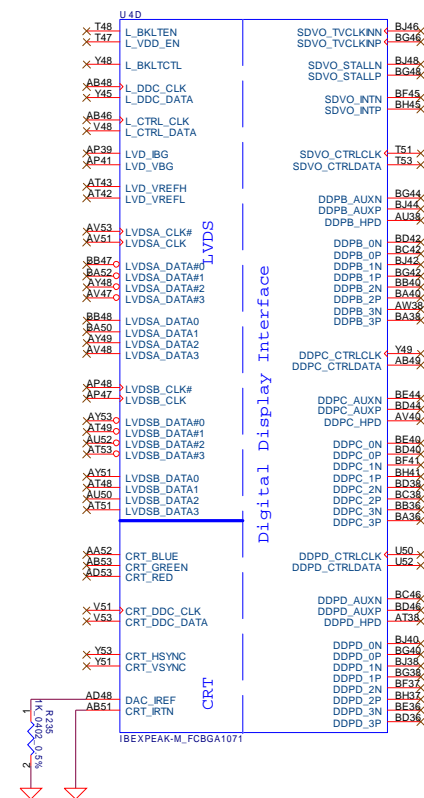 U4D
T48 L_BKLTEN
T47 L_VDD_EN
Y48 L_BKLTCTL
AB48 L_DDC_CLK
Y45 L_DDC_DATA
AB46 L_CTRL_CLK
V48 L_CTRL_DATA
AP39 LVD_IBG
AP41 LVD_VBG
AT43 LVD_VREFH
AT42 LVD_VREFL
AV53 LVDSA_CLK#
AV51 LVDSA_CLK
BB47 LVDSA_DATA#0
BA52 LVDSA_DATA#1
AY48 LVDSA_DATA#2
AV47 LVDSA_DATA#3
BB48 LVDSA_DATA0
BA50 LVDSA_DATA1
AY49 LVDSA_DATA2
AV48 LVDSA_DATA3
AP48 LVDSB_CLK#
AP47 LVDSB_CLK
AY53 LVDSB_DATA#0
AT49 LVDSB_DATA#1
AU52 LVDSB_DATA#2
AT53 LVDSB_DATA#3
AY51 LVDSB_DATA0
AT48 LVDSB_DATA1
AU50 LVDSB_DATA2
AT51 LVDSB_DATA3
AA52 CRT_BLUE
AB53 CRT_GREEN
AD53 CRT_RED
V51 CRT_DDC_CLK
V53 CRT_DDC_DATA
Y53 CRT_HSYNC
Y51 CRT_VSYNC
AD48 DAC_IREF
AB51 CRT_IRTN
LVDS
CRT
Digital Display Interface
SDVO_TVCLKINN BJ46
SDVO_TVCLKINP BG46
SDVO_STALLN BJ48
SDVO_STALLP BG48
SDVO_INTN BF45
SDVO_INTP BH45
SDVO_CTRLCLK T51
SDVO_CTRLDATA T53
DDPB_AUXN BG44
DDPB_AUXP BJ44
DDPB_HPD AU38
DDPB_0N BD42
DDPB_0P BC42
DDPB_1N BJ42
DDPB_1P BG42
DDPB_2N BB40
DDPB_2P BA40
DDPB_3N AW38
DDPB_3P BA38
DDPC_CTRLCLK Y49
DDPC_CTRLDATA AB49
DDPC_AUXN BE44
DDPC_AUXP BD44
DDPC_HPD AV40
DDPC_0N BE40
DDPC_0P BD40
DDPC_1N BF41
DDPC_1P BH41
DDPC_2N BD38
DDPC_2P BC38
DDPC_3N BB36
DDPC_3P BA36
DDPD_CTRLCLK U50
DDPD_CTRLDATA U52
DDPD_AUXN BC46
DDPD_AUXP BD46
DDPD_HPD AT38
DDPD_0N BJ40
DDPD_0P BG40
DDPD_1N BJ38
DDPD_1P BG38
DDPD_2N BF37
DDPD_2P BH37
DDPD_3N BE36
DDPD_3P BD36
IBEXPEAK-M_FCBGA1071
1
R235
1K_0402_0.5%
2